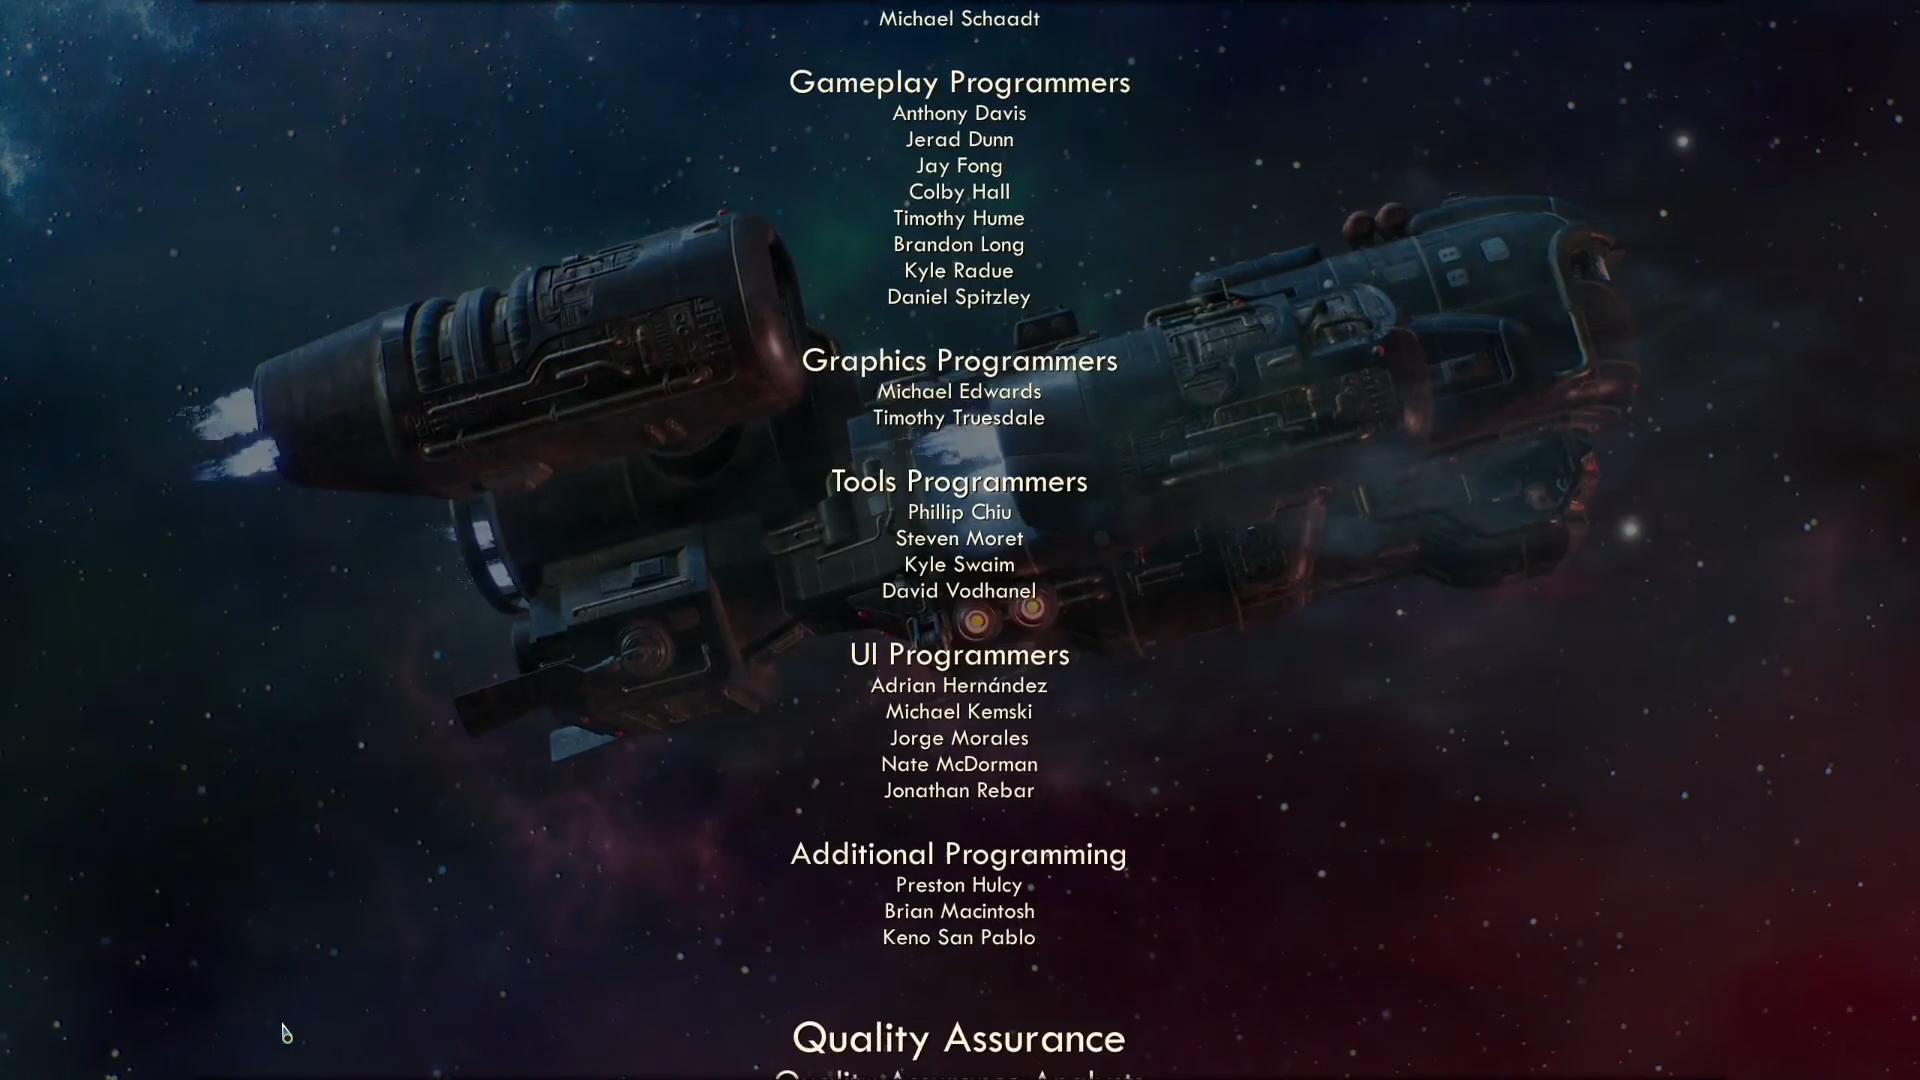 Michael Schaadt
Gameplay Programmers
Anthony Davis
Jerad Dunn
Jay Fong
Colby Hall
Timothy Hume
Brandon Long
Kyle Radue
Daniel Spitzley
Graphics Programmers
Michael Edwards
Timothy Truesdale
Tools Programmers
Phillip Chiu
Steven Moret
Kyle Swaim
David Vodhanel
UI Programmers
Adrian Hernández
Michael Kemski
Jorge Morales
Nate McDorman
Jonathan Rebar
Additional Programming
Preston Hulcy
Brian Macintosh
Keno San Pablo
Quality Assurance
Quality Assurance Analysts